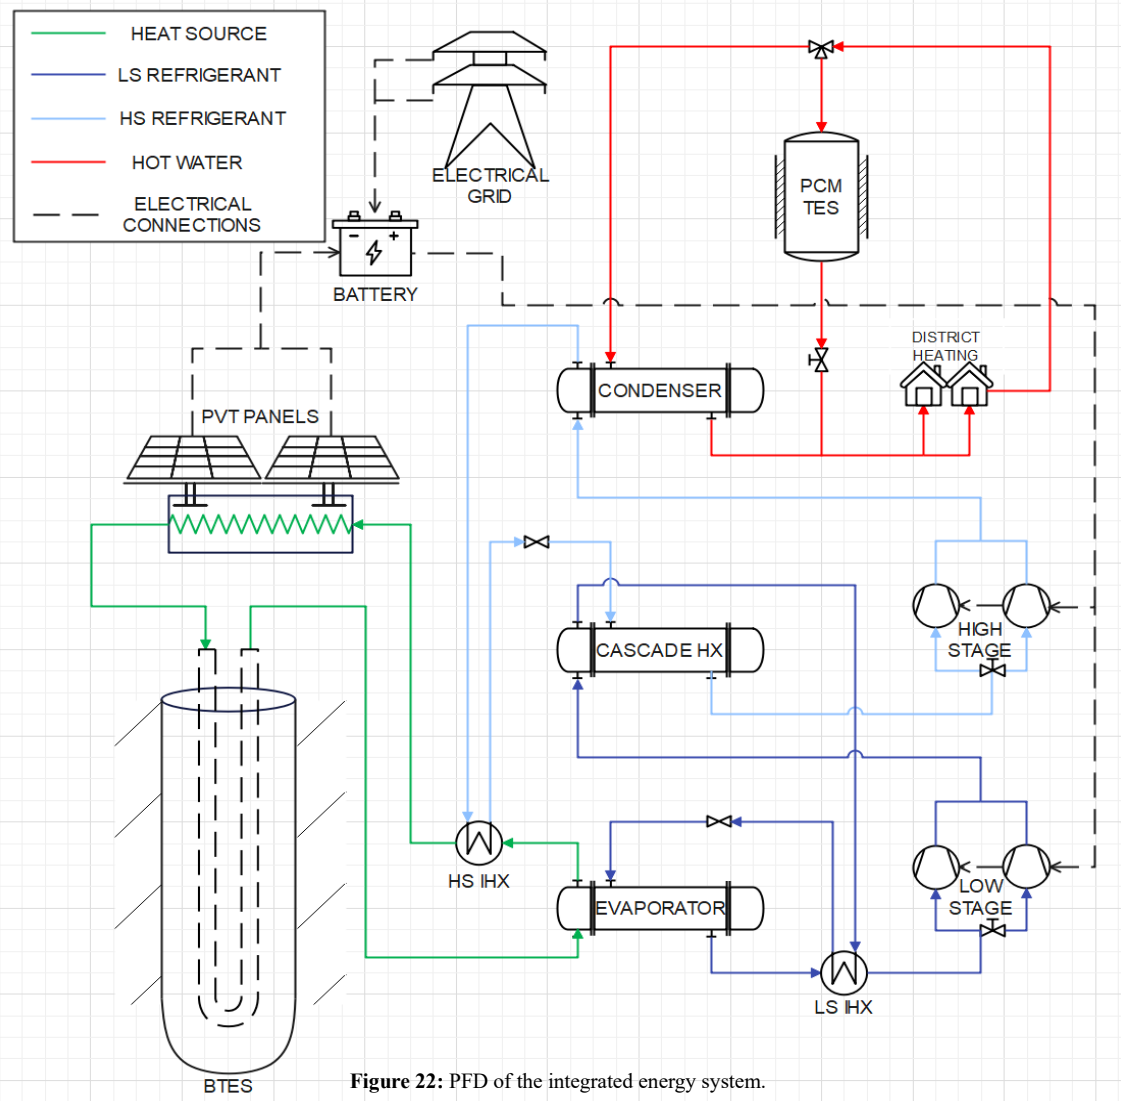 HEAT SOURCE
LS REFRIGERANT
HS REFRIGERANT
HOT WATER
ELECTRICAL
CONNECTIONS
ELECTRICAL
GRID
BATTERY
PCM
TES
DISTRICT
HEATING
CONDENSER
PVT PANELS
HIGH
STAGE
CASCADE HX
HS IHX
EVAPORATOR
LOW
STAGE
LS IHX
BTES
Figure 22: PFD of the integrated energy system.